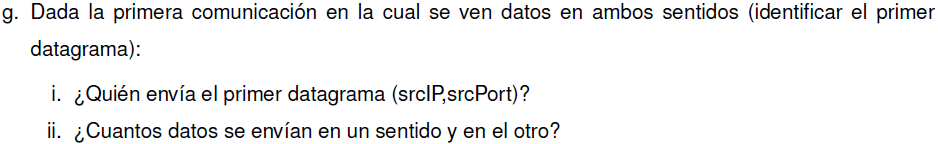 g. Dada la primera comunicación en la cual se ven datos en ambos sentidos (identificar el primer
datagrama):
i. ¿Quién envía el primer datagrama (srcIP,srcPort)?
ii. ¿Cuantos datos se envían en un sentido y en el otro?